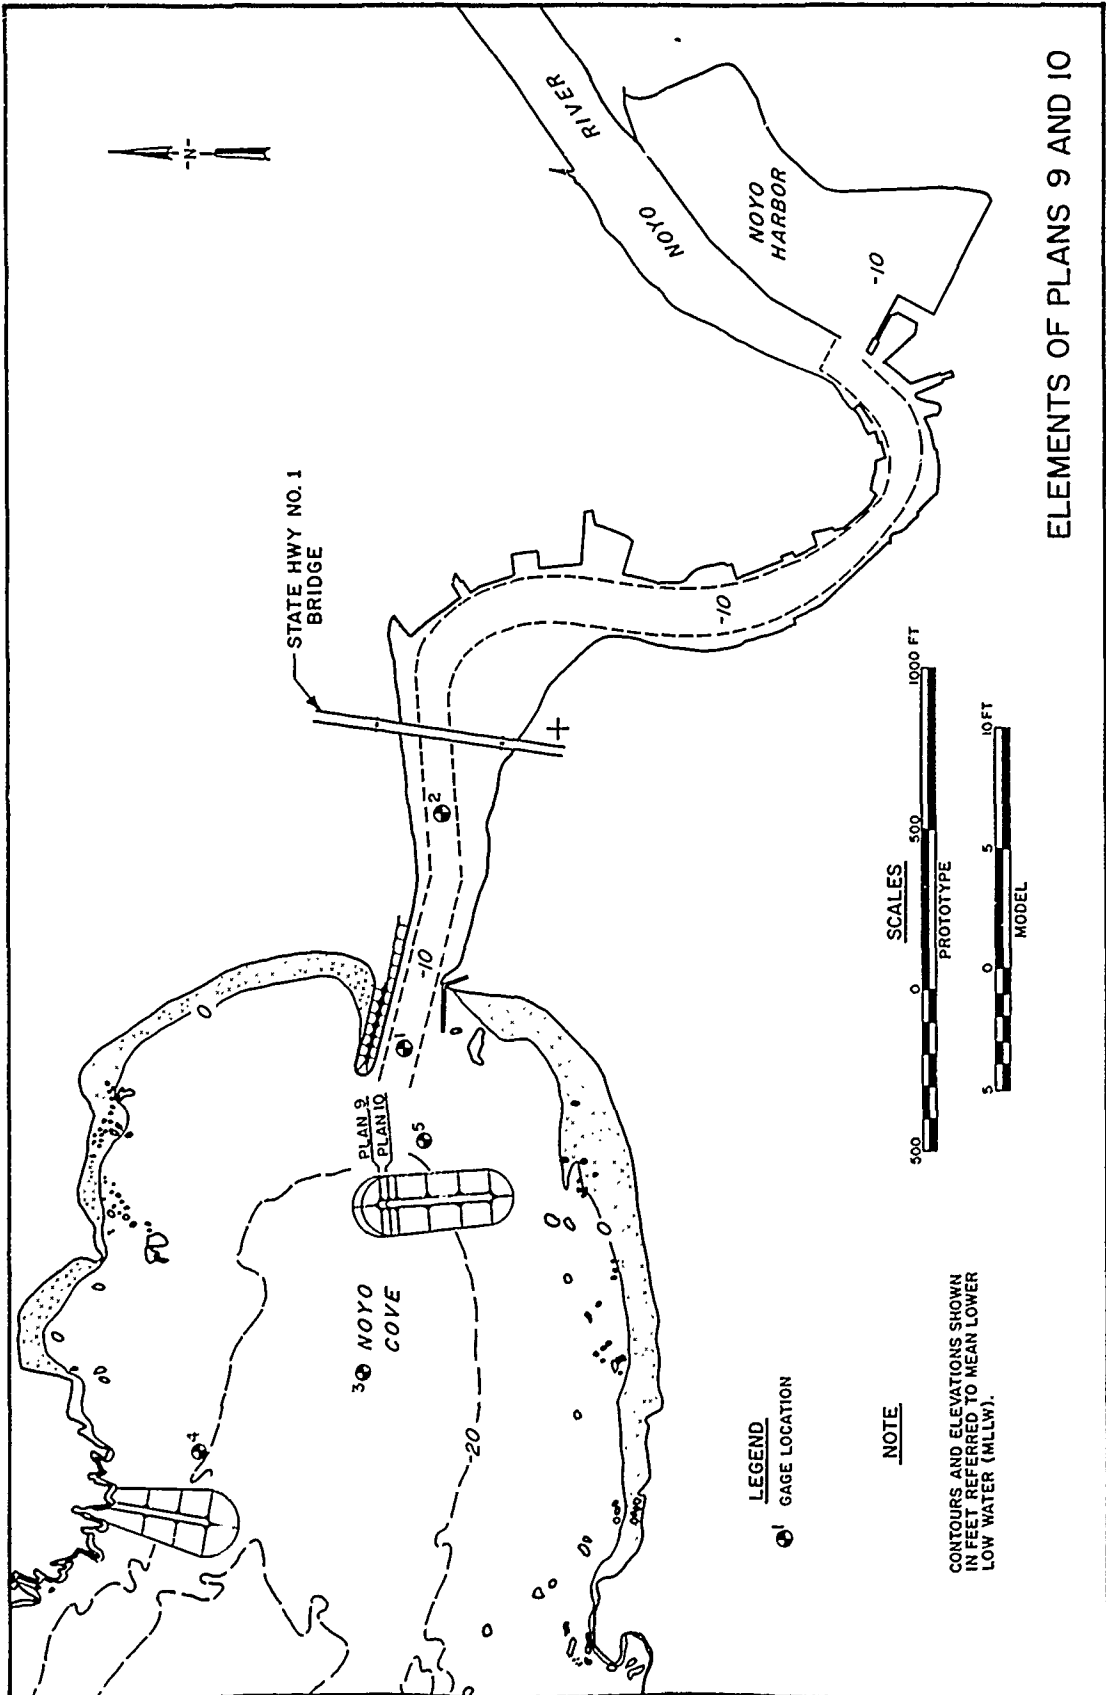 ELEMENTS OF PLANS 9 AND 10
-N-
STATE HWY NO. 1
BRIDGE
NOYO
RIVER
NOYO
HARBOR
-10
-10
-10
2
1
5
3
4
PLAN 9
PLAN 10
NOYO
COVE
0
0
-20
LEGEND
1
GAGE LOCATION
SCALES
500
0
500
1000 FT
PROTOTYPE
5
0
5
10 FT
MODEL
NOTE
CONTOURS AND ELEVATIONS SHOWN
IN FEET REFERRED TO MEAN LOWER
LOW WATER (MLLW).